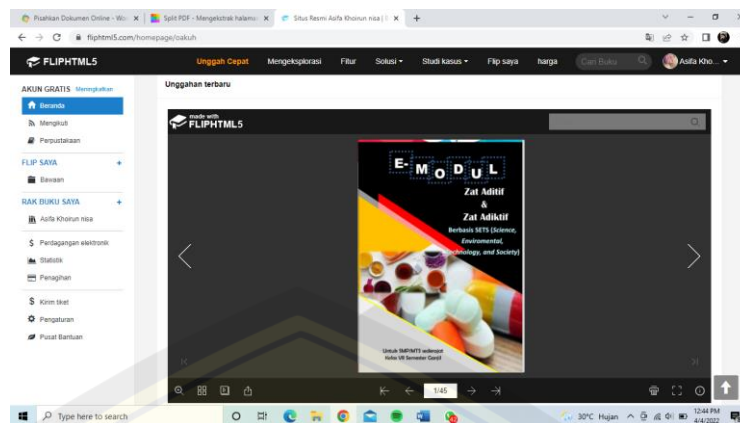 Pisahkan Dokumen Online - Wo
Split PDF - Mengekstrak halama
Situs Resmi Asifa Khoirun nisa | S
fliphtml5.com/homepage/oakuh
FLIPHTML5
Unggah Cepat
Mengeksplorasi
Fitur
Solusi
Studi kasus
Flip saya
harga
Cari Buku
Asifa Kho...
AKUN GRATIS Meningkatkan
Beranda
Mengikuti
Perpustakaan
FLIP SAYA +
Bawaan
RAK BUKU SAYA +
Asifa Khoirun nisa
$ Perdagangan elektronik
Statistik
Penagihan
$ Kirim tiket
Pengaturan
Pusat Bantuan
Unggahan terbaru
made with
FLIPHTML5
E-MODUL
Zat Aditif
&
Zat Adiktif
Berbasis SETS (Science,
Enviromental,
Technology, and Society)
Untuk SMP/MTS sederajat
Kelas VIII Semester Ganjil
1/45
Type here to search
30°C Hujan
12:44 PM
4/4/2022